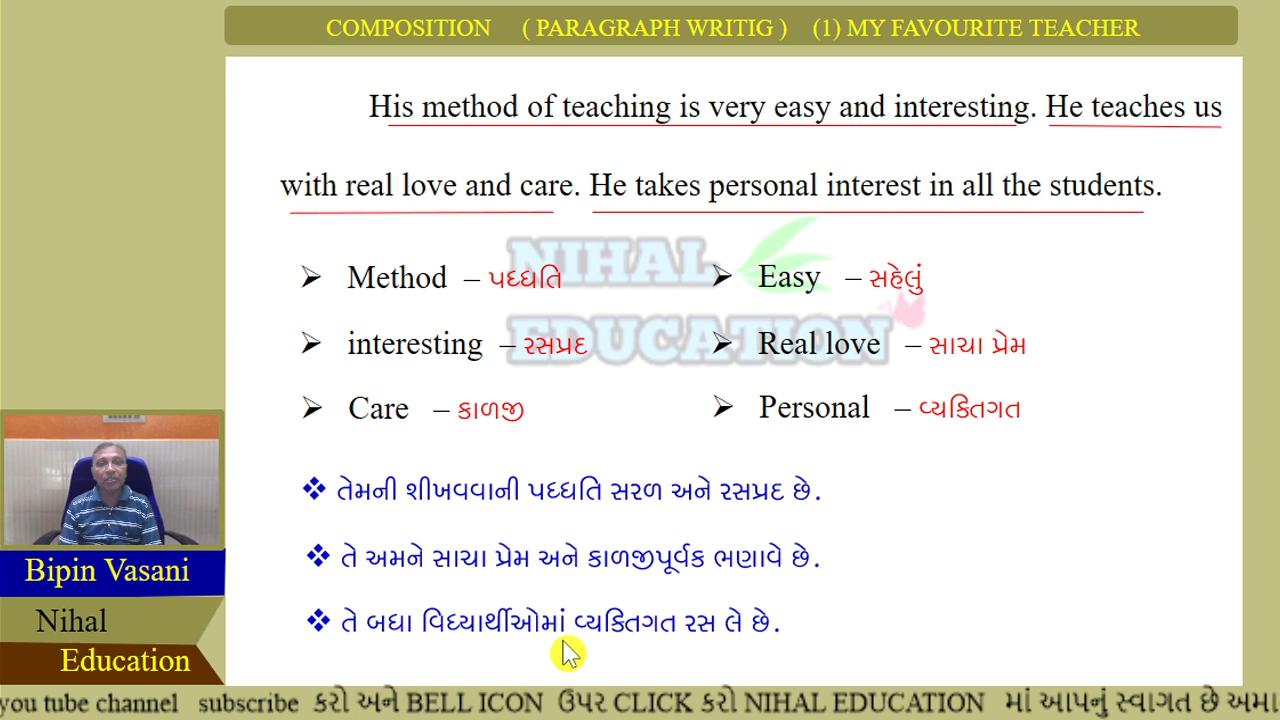 COMPOSITION ( PARAGRAPH WRITIG ) (1) MY FAVOURITE TEACHER
His method of teaching is very easy and interesting. He teaches us
with real love and care. He takes personal interest in all the students.
NIHAL
EDUCATION
➢ Method – પધ્ધતિ ➢ Easy – સહેલું
➢ interesting – રસપ્રદ ➢ Real love – સાચા પ્રેમ
➢ Care – કાળજી ➢ Personal – વ્યક્તિગત
❖ તેમની શીખવવાની પધ્ધતિ સરળ અને રસપ્રદ છે.
❖ તે અમને સાચા પ્રેમ અને કાળજીપૂર્વક ભણાવે છે.
❖ તે બધા વિદ્યાર્થીઓમાં વ્યક્તિગત રસ લે છે.
Bipin Vasani
Nihal
Education
you tube channel subscribe કરો અને BELL ICON ઉપર CLICK કરો NIHAL EDUCATION માં આપનું સ્વાગત છે અમા